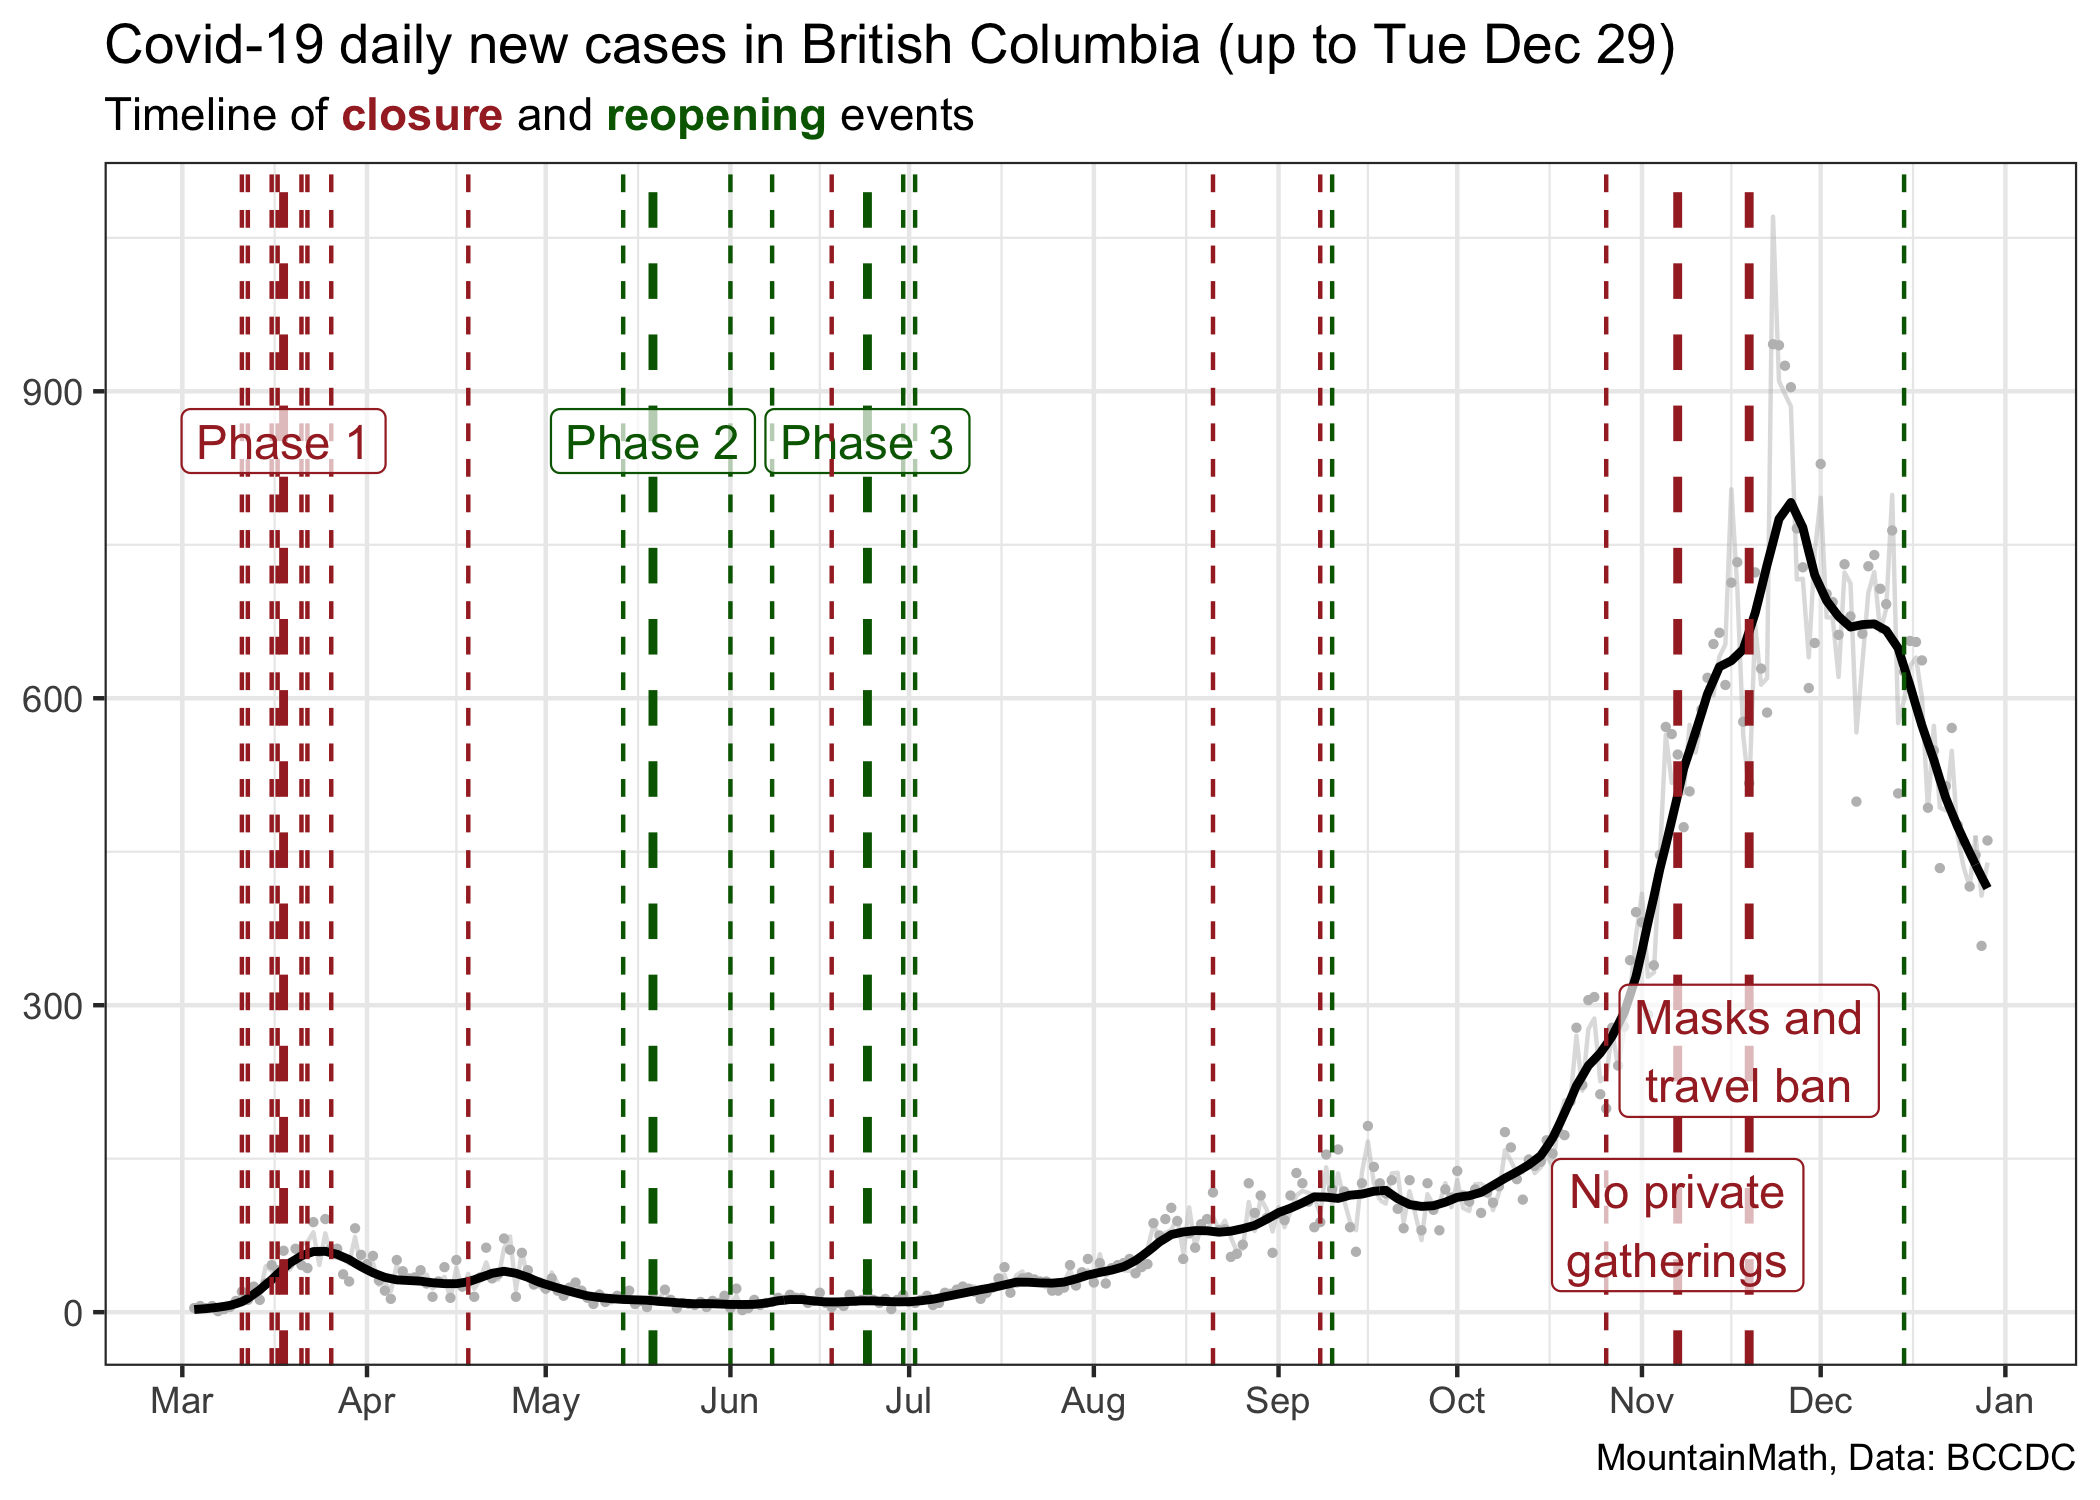 Covid-19 daily new cases in British Columbia (up to Tue Dec 29)
Timeline of closure and reopening events
900
600
300
0
Phase 1
Phase 2
Phase 3
Masks and
travel ban
No private
gatherings
Mar
Apr
May
Jun
Jul
Aug
Sep
Oct
Nov
Dec
Jan
MountainMath, Data: BCCDC